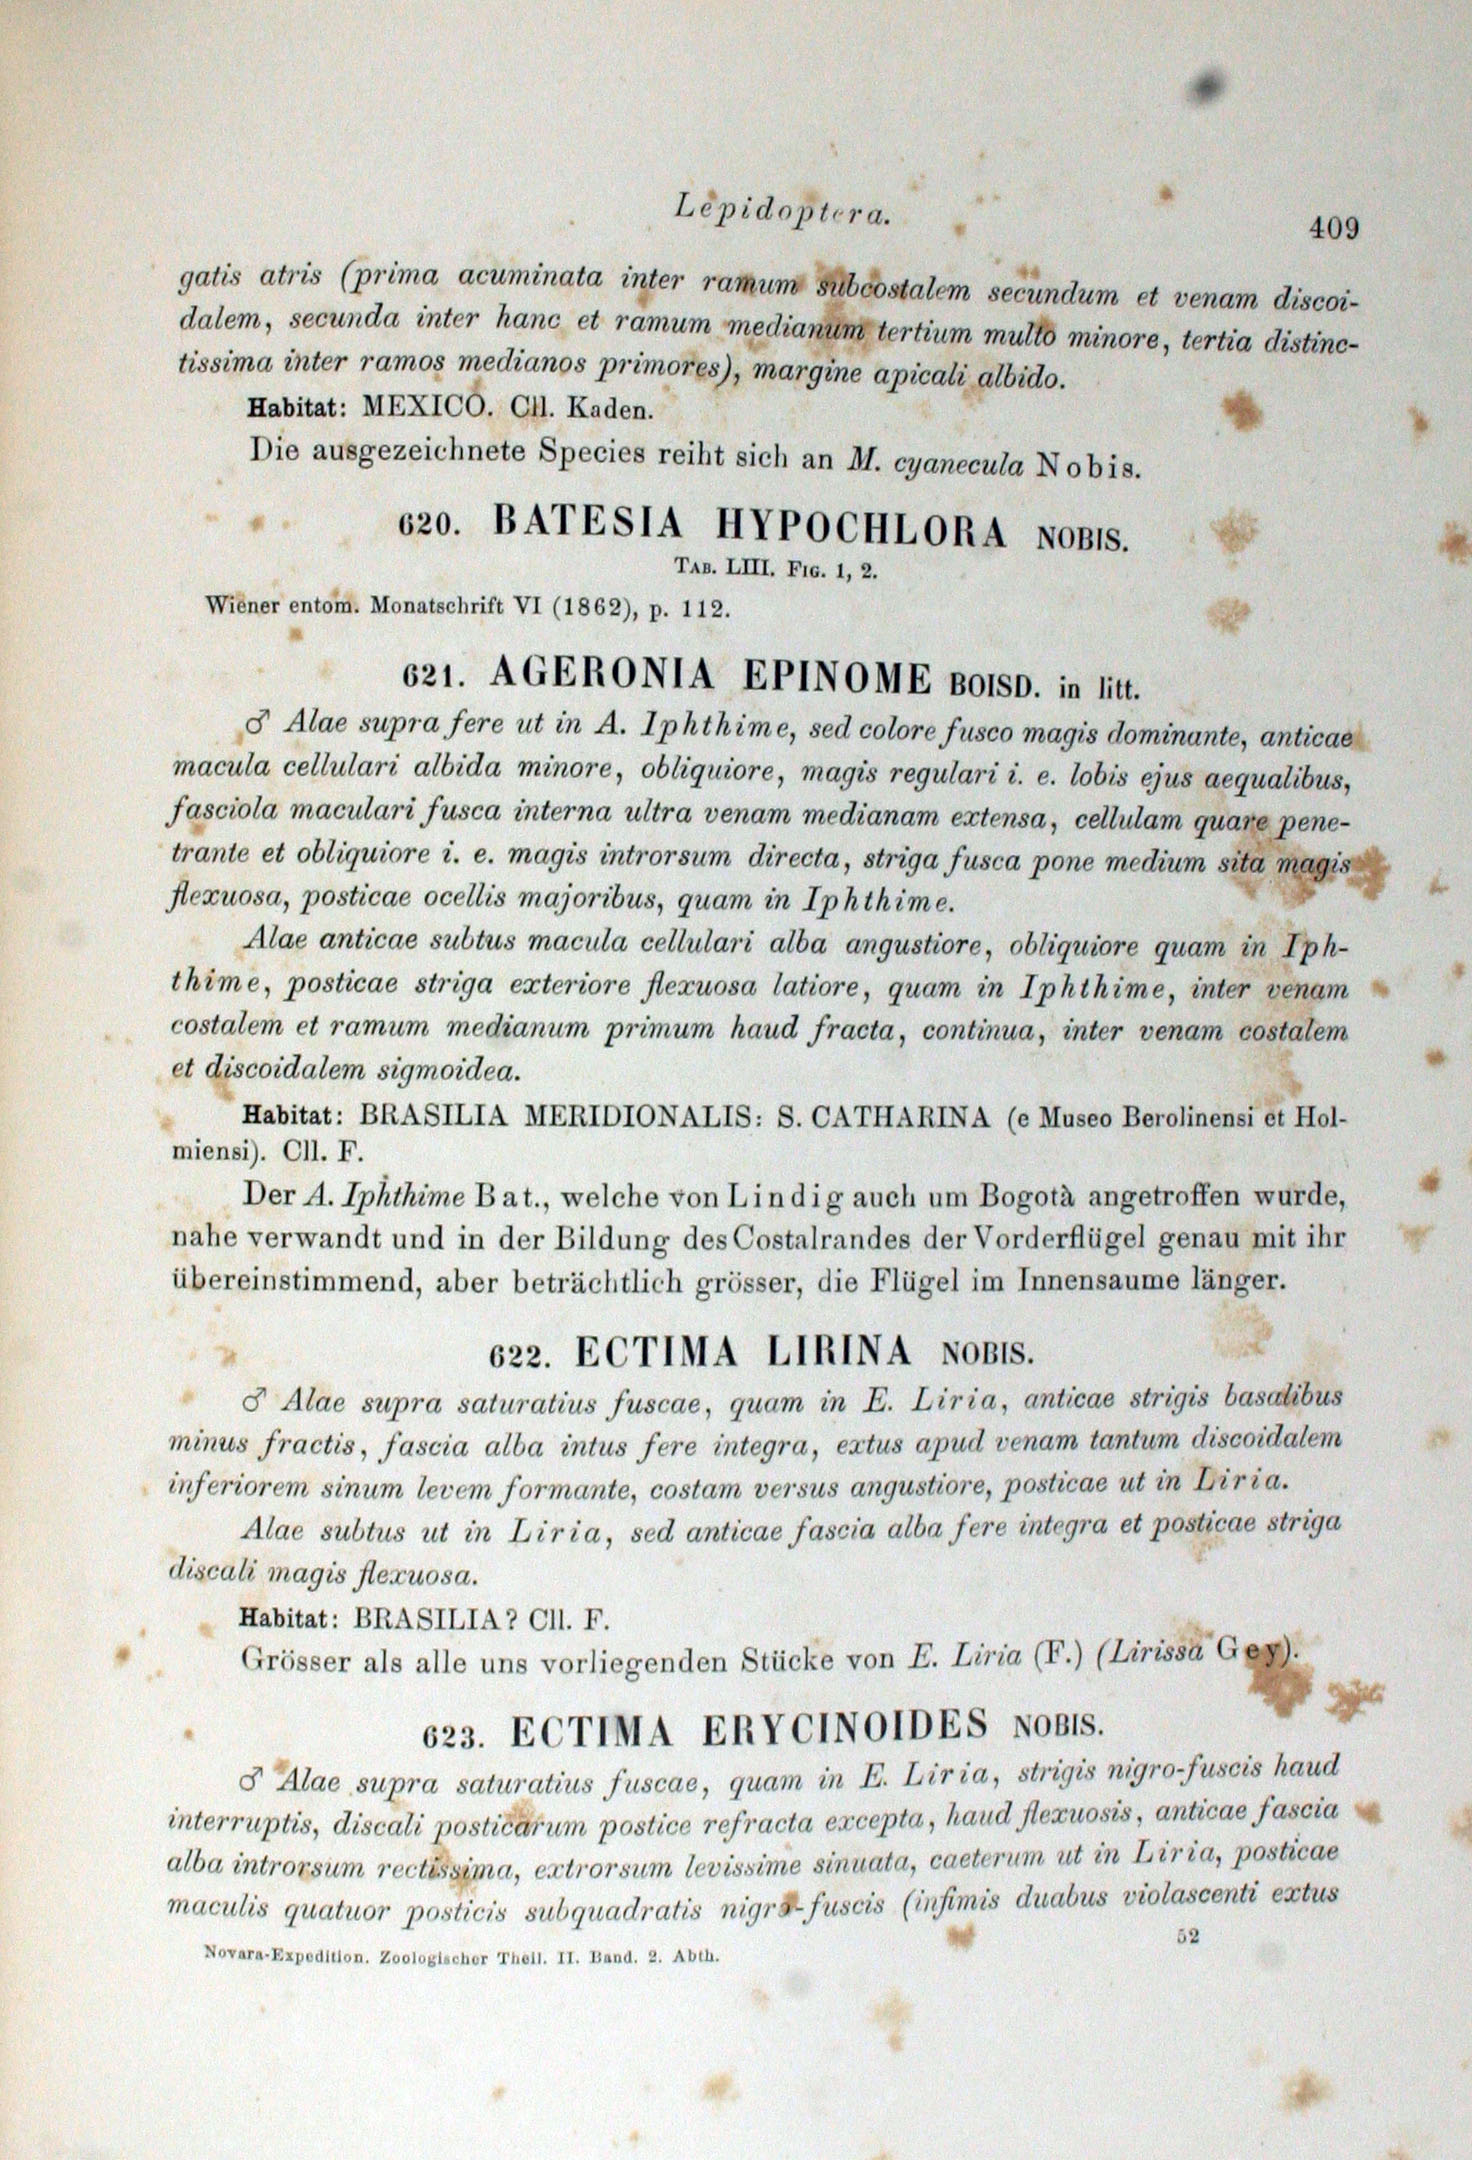 Lepidoptera.
409
gatis atris (prima acuminata inter ramum subcostalem secundum et venam discoi-
dalem, secunda inter hanc et ramum medianum tertium multo minore, tertia distinc-
tissima inter ramos medianos primores), margine apicali albido.
Habitat: MEXICO. Cll. Kaden.
Die ausgezeichnete Species reiht sich an M. cyanecula Nobis.
620. BATESIA HYPOCHLORA NOBIS.
TAB. LIII. FIG. 1, 2.
Wiener entom. Monatschrift VI (1862), p. 112.
621. AGERONIA EPINOME BOISD. in litt.
♂ Alae supra fere ut in A. Iphthime, sed colore fusco magis dominante, anticae
macula cellulari albida minore, obliquiore, magis regulari i. e. lobis ejus aequalibus,
fasciola maculari fusca interna ultra venam medianam extensa, cellulam quare pene-
trante et obliquiore i. e. magis introrsum directa, striga fusca pone medium sita magis
flexuosa, posticae ocellis majoribus, quam in Iphthime.
Alae anticae subtus macula cellulari alba angustiore, obliquiore quam in Iph-
thime, posticae striga exteriore flexuosa latiore, quam in Iphthime, inter venam
costalem et ramum medianum primum haud fracta, continua, inter venam costalem
et discoidalem sigmoidea.
Habitat: BRASILIA MERIDIONALIS: S. CATHARINA (e Museo Berolinensi et Hol-
miensi). Cll. F.
Der A. Iphthime Bat., welche von Lindig auch um Bogotà angetroffen wurde,
nahe verwandt und in der Bildung des Costalrandes der Vorderflügel genau mit ihr
übereinstimmend, aber beträchtlich grösser, die Flügel im Innensaume länger.
622. ECTIMA LIRINA NOBIS.
♂ Alae supra saturatius fuscae, quam in E. Liria, anticae strigis basalibus
minus fractis, fascia alba intus fere integra, extus apud venam tantum discoidalem
inferiorem sinum levem formante, costam versus angustiore, posticae ut in Liria.
Alae subtus ut in Liria, sed anticae fascia alba fere integra et posticae striga
discali magis flexuosa.
Habitat: BRASILIA? Cll. F.
Grösser als alle uns vorliegenden Stücke von E. Liria (F.) (Lirissa Gey).
623. ECTIMA ERYCINOIDES NOBIS.
♂ Alae supra saturatius fuscae, quam in E. Liria, strigis nigro-fuscis haud
interruptis, discali posticarum postice refracta excepta, haud flexuosis, anticae fascia
alba introrsum rectissima, extrorsum levissime sinuata, caeterum ut in Liria, posticae
maculis quatuor posticis subquadratis nigro-fuscis (infimis duabus violascenti extus
52
Novara-Expedition. Zoologischer Theil. II. Band. 2. Abth.